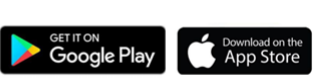 GET IT ON
Google Play
Download on the
App Store